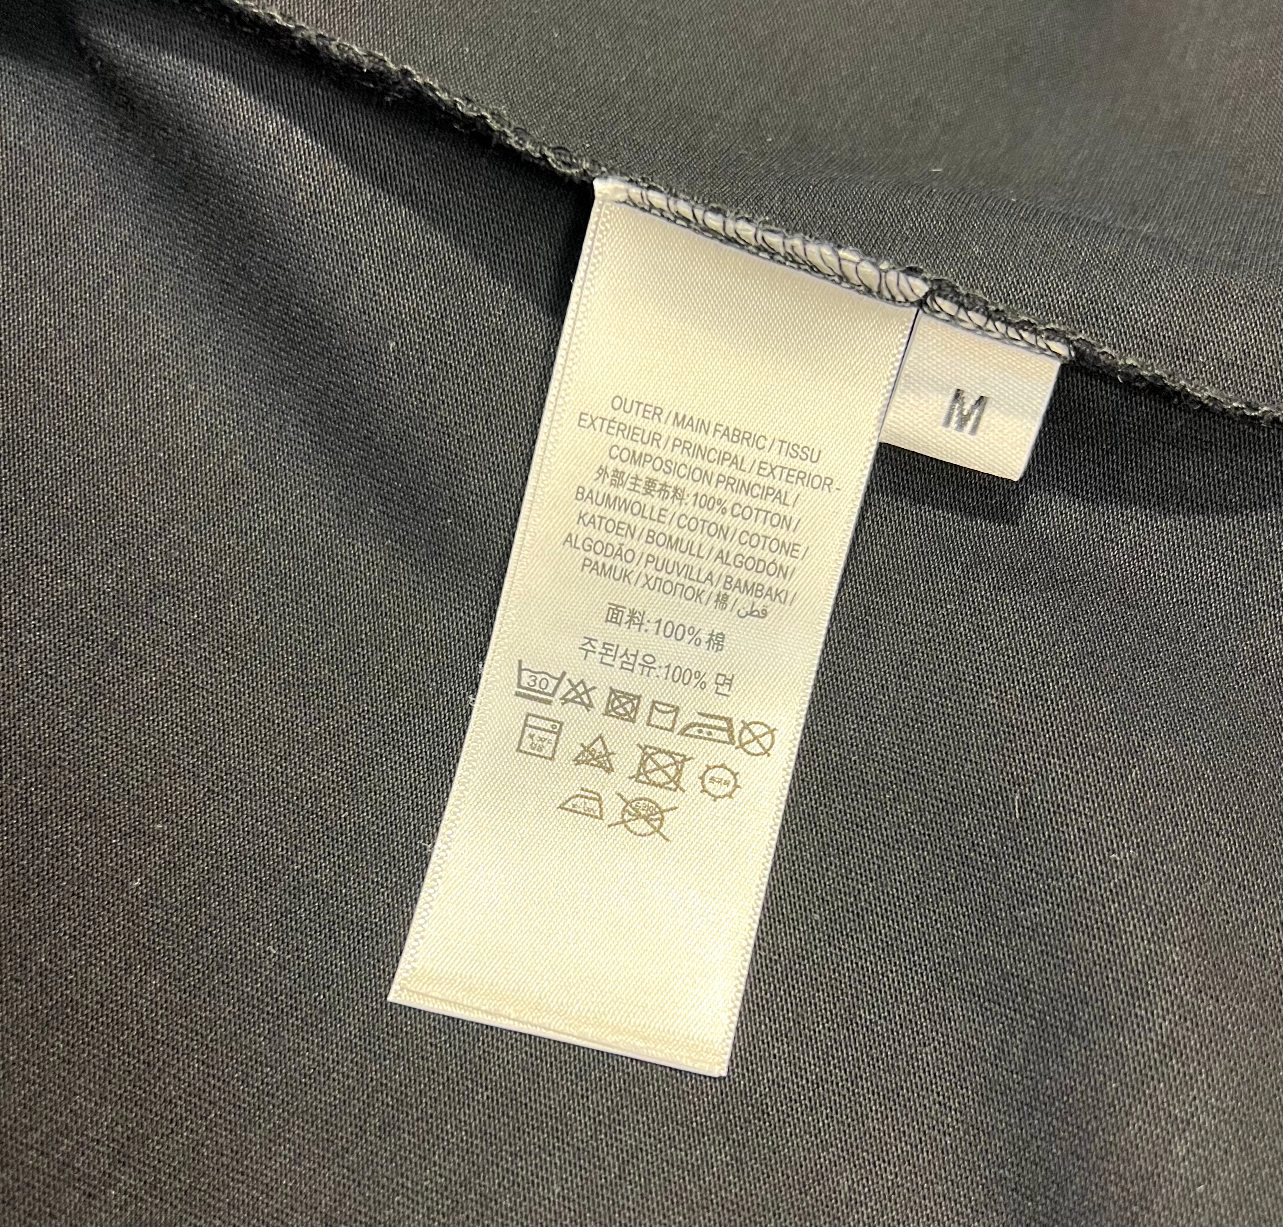 OUTER / MAIN FABRIC / TISSU
EXTÉRIEUR / PRINCIPAL / EXTERIOR-
COMPOSICION PRINCIPAL /
外部/主要布料:100% COTTON /
BAUMWOLLE / COTON / COTONE /
KATOEN / BOMULL / ALGODÓN/
ALGODÃO / PUUVILLA / BAMBAKI /
PAMUK / ХЛОПОК / 棉 / قطن
面料:100% 棉
주된섬유:100% 면
30
M